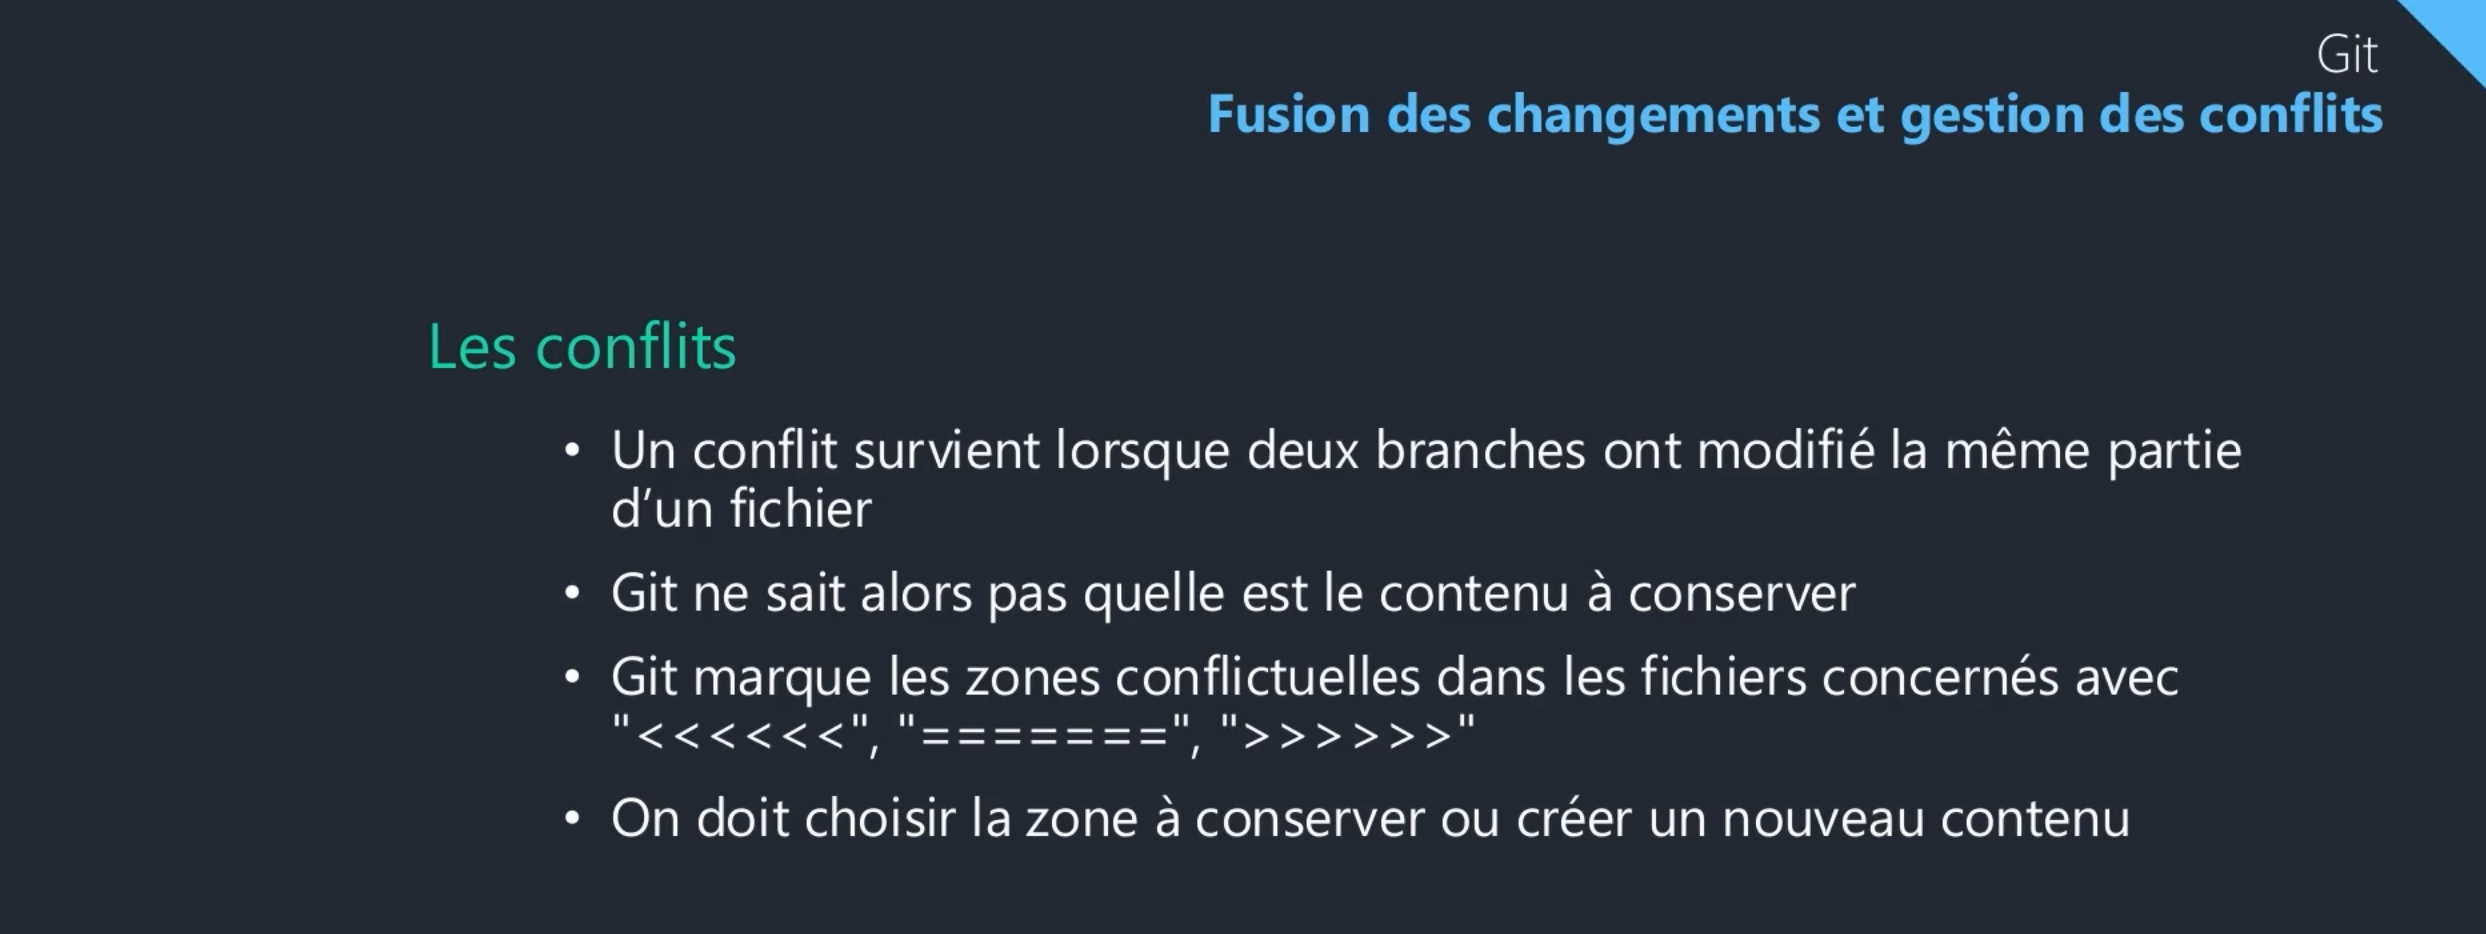 Git
Fusion des changements et gestion des conflits
Les conflits
• Un conflit survient lorsque deux branches ont modifié la même partie
d’un fichier
• Git ne sait alors pas quelle est le contenu à conserver
• Git marque les zones conflictuelles dans les fichiers concernés avec
"<<<<<<", "=======", ">>>>>>"
• On doit choisir la zone à conserver ou créer un nouveau contenu